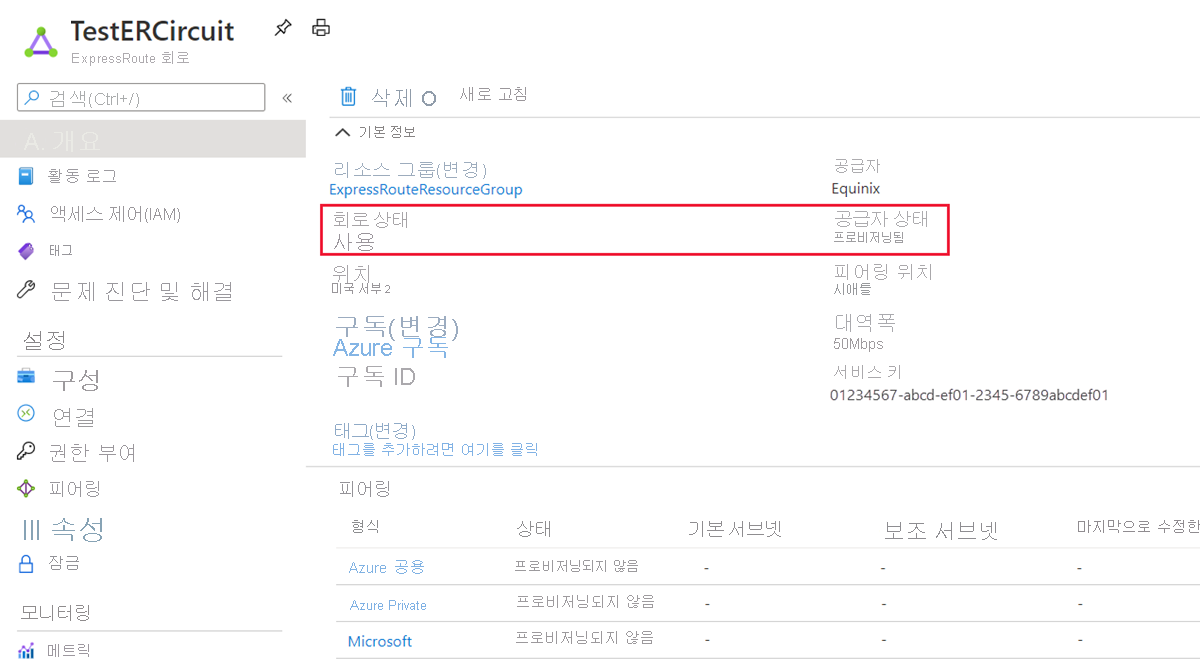 TestERCircuit
ExpressRoute 회로
검색(Ctrl+/)
«
A. 개요
활동 로그
액세스 제어(IAM)
태그
문제 진단 및 해결
설정
구성
연결
권한 부여
피어링
속성
잠금
모니터링
메트릭
삭제 새로 고침
기본 정보
리소스 그룹(변경)
ExpressRouteResourceGroup
공급자
Equinix
회로 상태
사용
공급자 상태
프로비저닝됨
위치
미국 서부 2
피어링 위치
시애틀
구독(변경)
Azure 구독
대역폭
50Mbps
구독 ID
서비스 키
01234567-abcd-ef01-2345-6789abcdef01
태그(변경)
태그를 추가하려면 여기를 클릭
피어링
형식 상태 기본 서브넷 보조 서브넷 마지막으로 수정한
Azure 공용 프로비저닝되지 않음 - - -
Azure Private 프로비저닝되지 않음 - - -
Microsoft 프로비저닝되지 않음 - - -